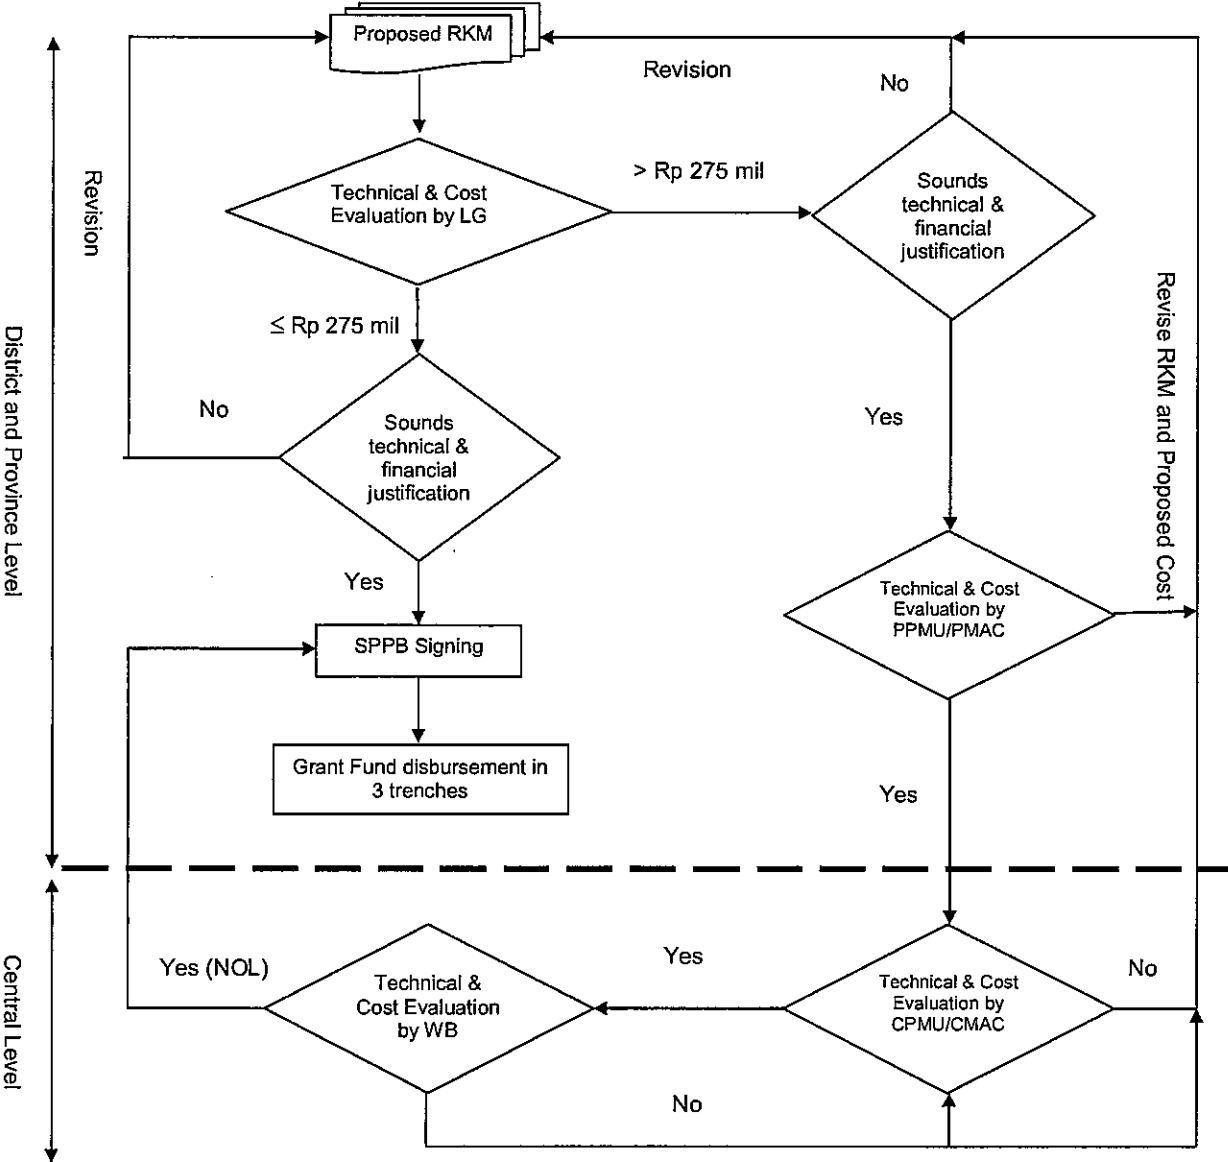 Proposed RKM
Revision
No
Revision
Technical & Cost
Evaluation by LG
> Rp 275 mil
Sounds
technical &
financial
justification
≤ Rp 275 mil
Revise RKM and Proposed Cost
District and Province Level
No
Sounds
technical &
financial
justification
Yes
Yes
Technical & Cost
Evaluation by
PPMU/PMAC
SPPB Signing
Grant Fund disbursement in
3 trenches
Yes
Central Level
Yes (NOL)
Technical &
Cost Evaluation
by WB
Yes
Technical & Cost
Evaluation by
CPMU/CMAC
No
No